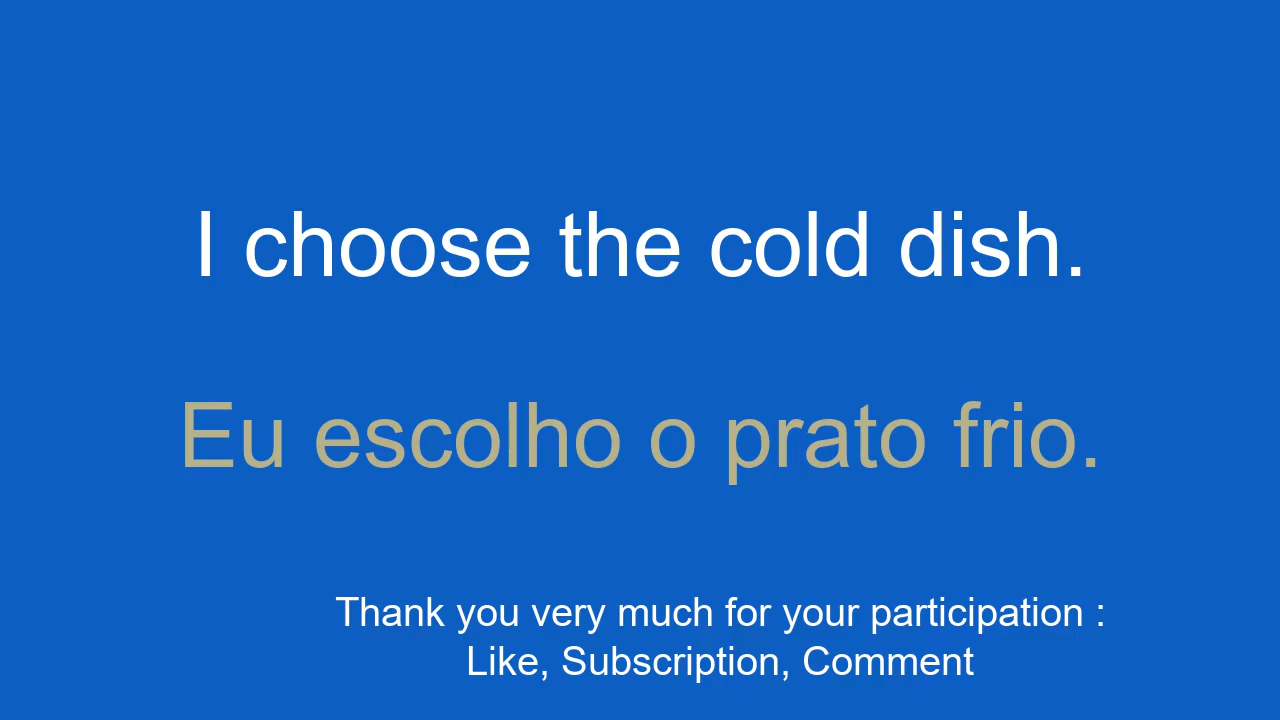 I choose the cold dish.
Eu escolho o prato frio.
Thank you very much for your participation :
Like, Subscription, Comment